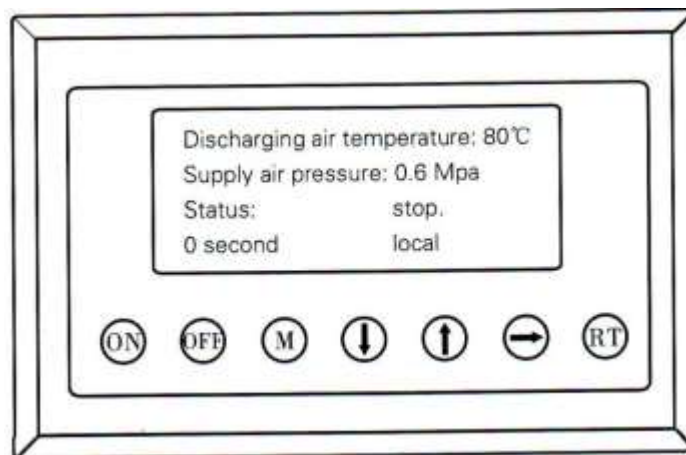 Discharging air temperature: 80℃
Supply air pressure: 0.6 Mpa
Status: stop.
0 second local
ON OFF M ↓ ↑ → RT